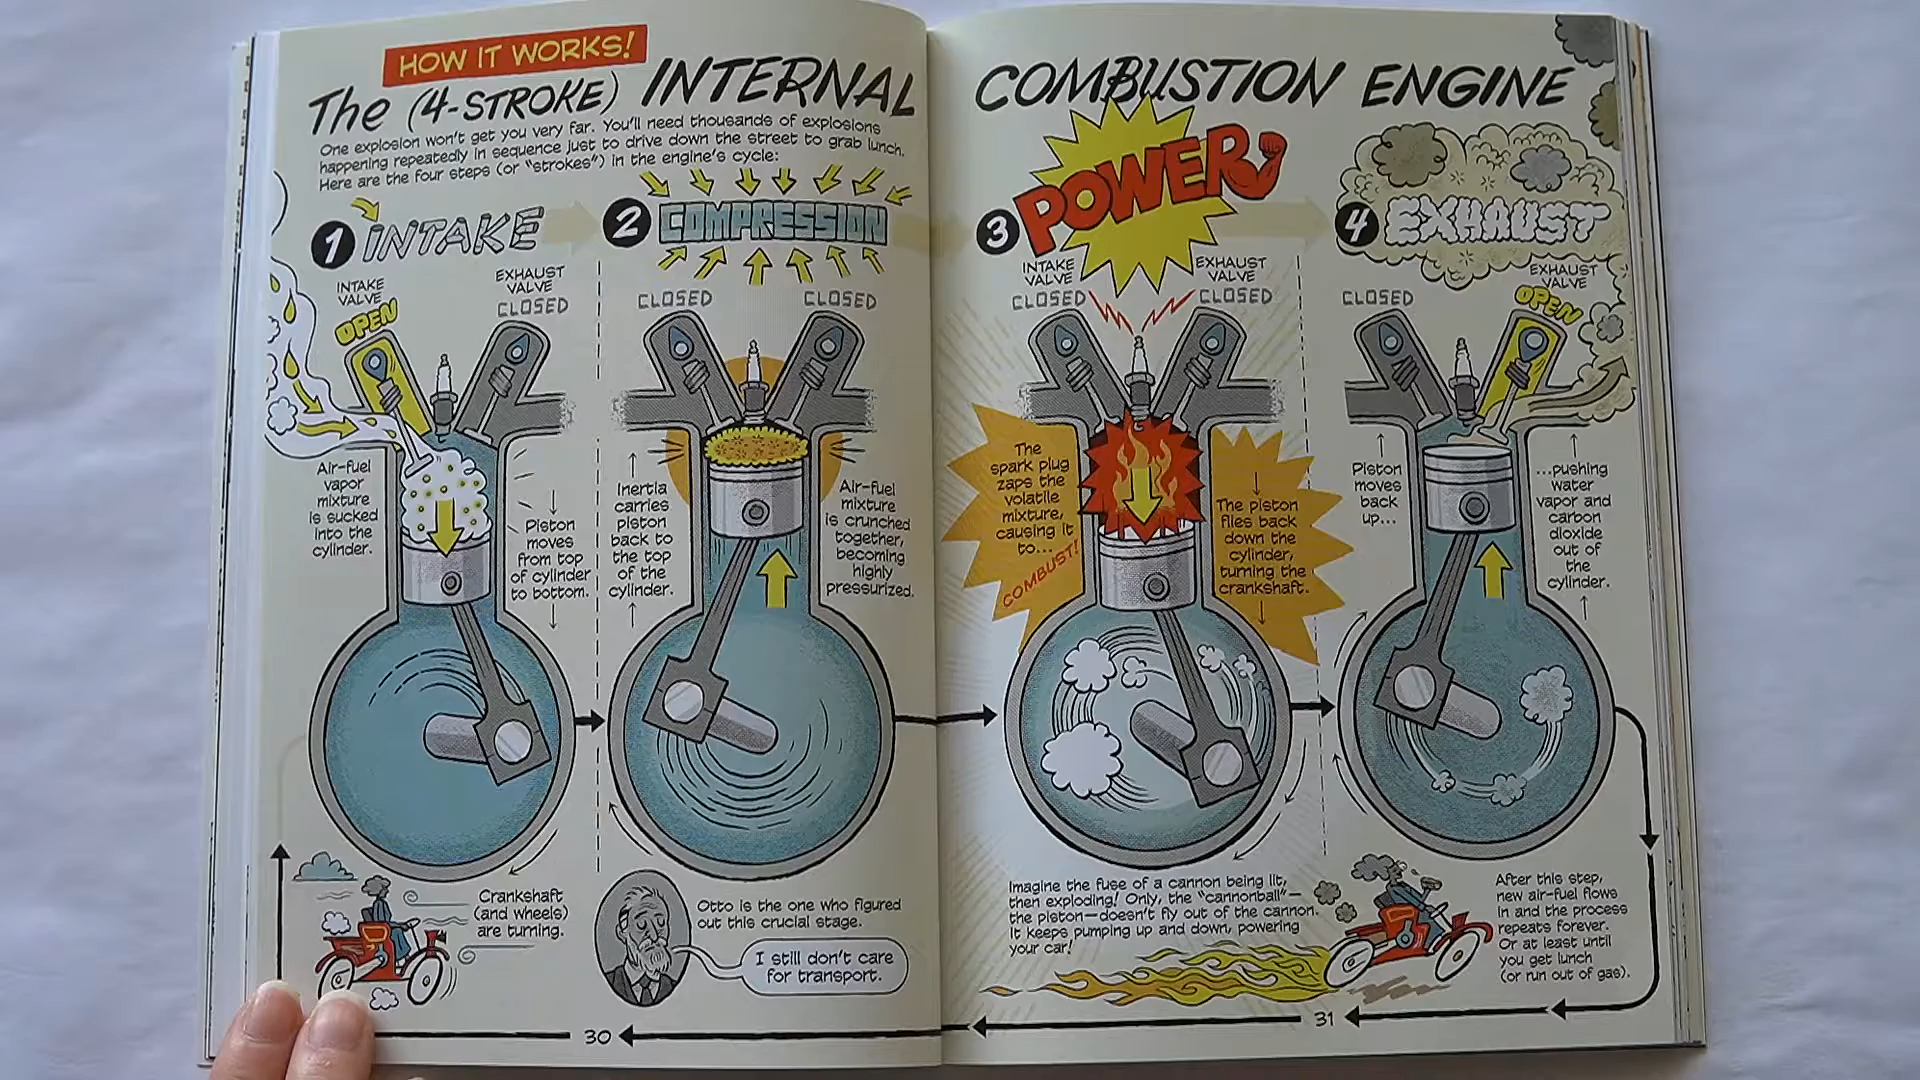 HOW IT WORKS!
The (4-STROKE) INTERNAL COMBUSTION ENGINE
One explosion won't get you very far. You'll need thousands of explosions
happening repeatedly in sequence just to drive down the street to grab lunch.
Here are the four steps (or "strokes") in the engine's cycle:
1 INTAKE
INTAKE
VALVE
OPEN
EXHAUST
VALVE
CLOSED
Air-fuel
vapor
mixture
is sucked
into the
cylinder.
Piston
moves
from top
of cylinder
to bottom.
Crankshaft
(and wheels)
are turning.
2 COMPRESSION
CLOSED
CLOSED
Inertia
carries
piston
back to
the top
of the
cylinder.
Air-fuel
mixture
is crunched
together,
becoming
highly
pressurized.
Otto is the one who figured
out this crucial stage.
I still don't care
for transport.
30
3 POWER
INTAKE
VALVE
CLOSED
EXHAUST
VALVE
CLOSED
The
spark plug
zaps the
volatile
mixture,
causing it
to...
COMBUST!
The piston
flies back
down the
cylinder,
turning the
crankshaft.
Imagine the fuse of a cannon being lit,
then exploding! Only, the "cannonball"—
the piston—doesn't fly out of the cannon.
It keeps pumping up and down, powering
your car!
4 EXHAUST
CLOSED
EXHAUST
VALVE
OPEN
Piston
moves
back
up...
...pushing
water
vapor and
carbon
dioxide
out of
the
cylinder.
After this step,
new air-fuel flows
in and the process
repeats forever.
Or at least until
you get lunch
(or run out of gas).
31